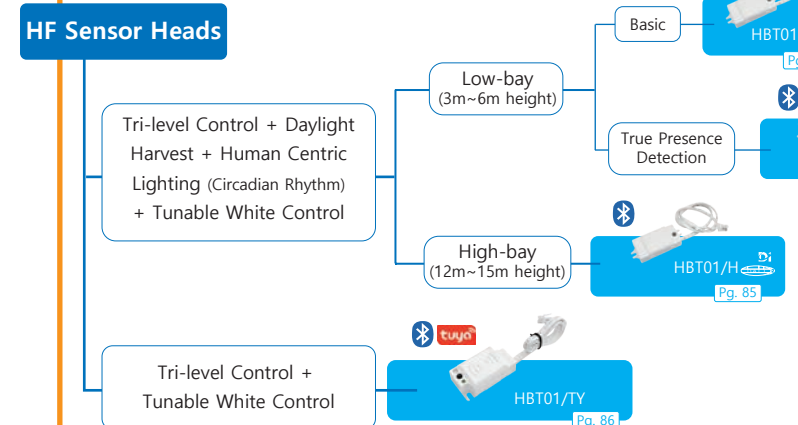 HF Sensor Heads
Basic
HBT01
Low-bay
(3m~6m height)
Tri-level Control + Daylight
Harvest + Human Centric
Lighting (Circadian Rhythm)
+ Tunable White Control
True Presence
Detection
High-bay
(12m~15m height)
HBT01/H
Pg. 85
tuya
Tri-level Control +
Tunable White Control
HBT01/TY
Pg. 86